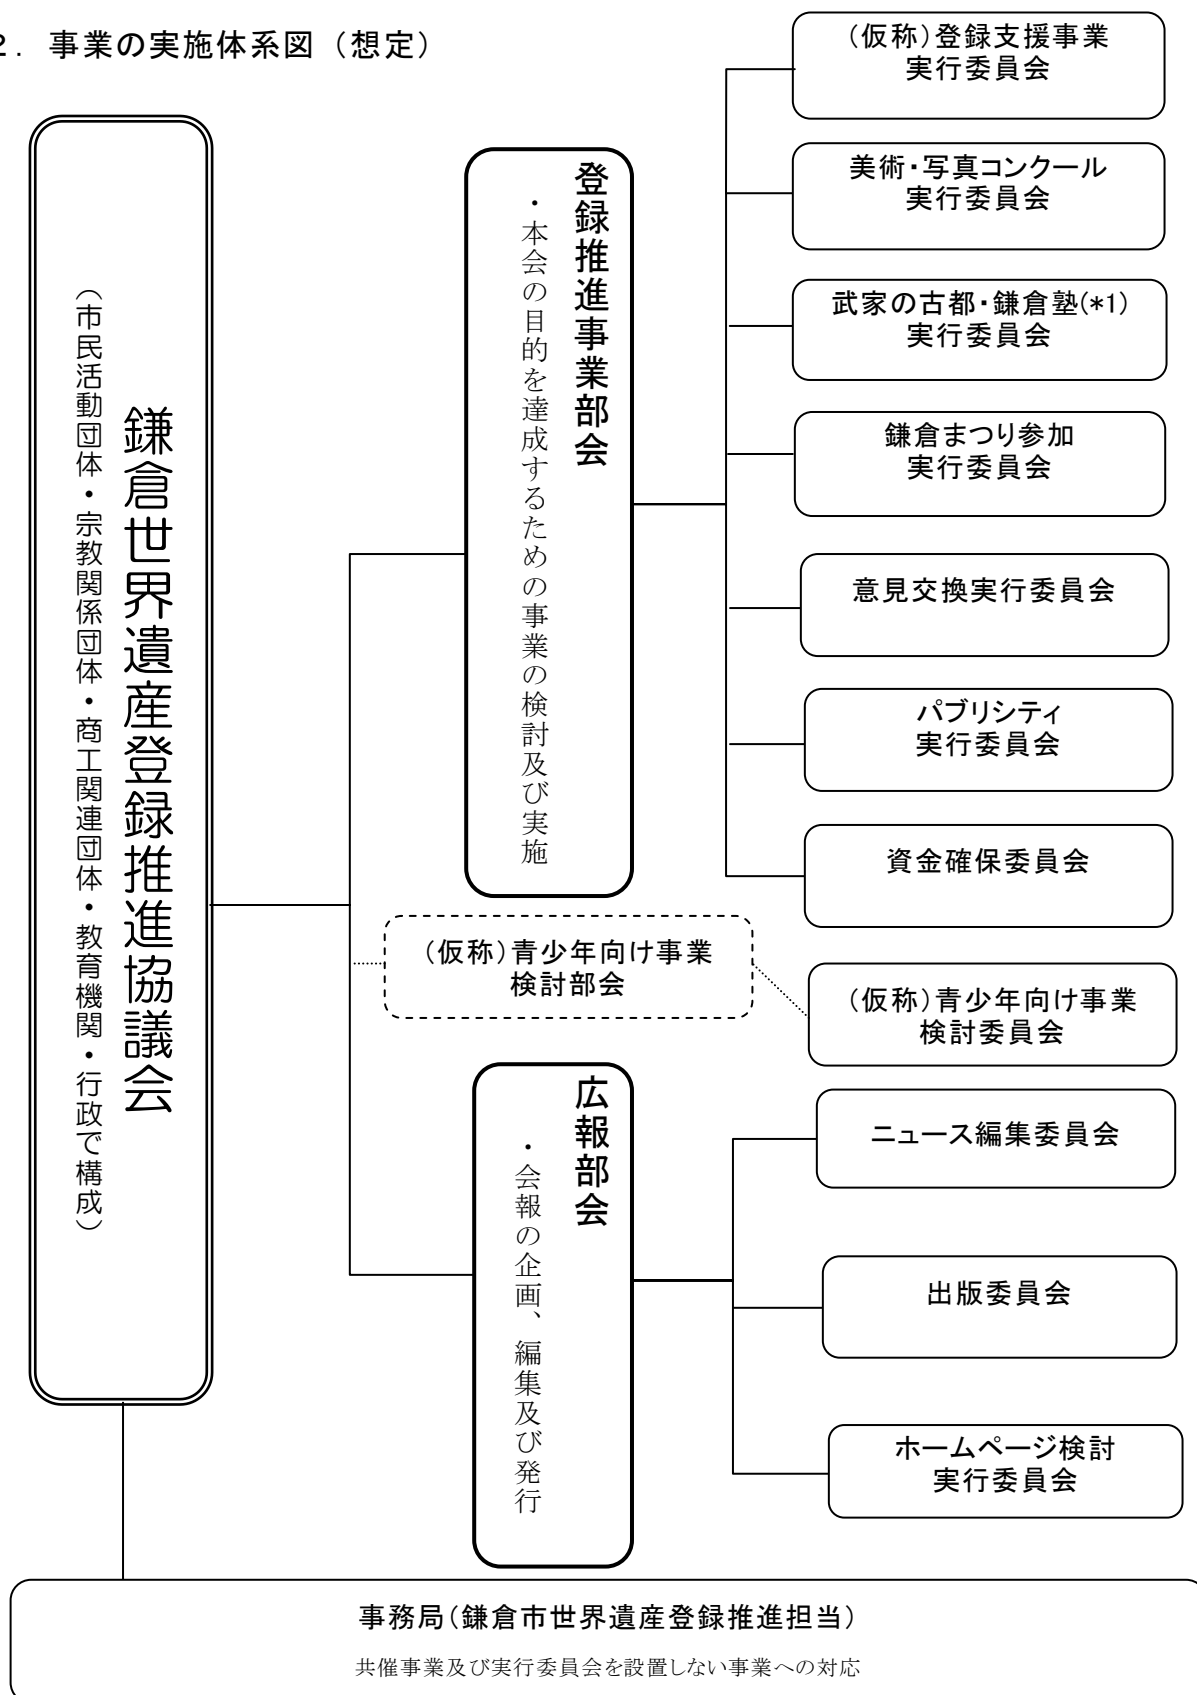 ２．事業の実施体系図（想定）
鎌倉世界遺産登録推進協議会
（市民活動団体・宗教関係団体・商工関連団体・教育機関・行政で構成）
登録推進事業部会
・本会の目的を達成するための事業の検討及び実施
（仮称）登録支援事業
実行委員会
美術・写真コンクール
実行委員会
武家の古都・鎌倉塾(*1)
実行委員会
鎌倉まつり参加
実行委員会
意見交換実行委員会
パブリシティ
実行委員会
資金確保委員会
（仮称）青少年向け事業
検討部会
（仮称）青少年向け事業
検討委員会
広報部会
・会報の企画、編集及び発行
ニュース編集委員会
出版委員会
ホームページ検討
実行委員会
事務局（鎌倉市世界遺産登録推進担当）
共催事業及び実行委員会を設置しない事業への対応